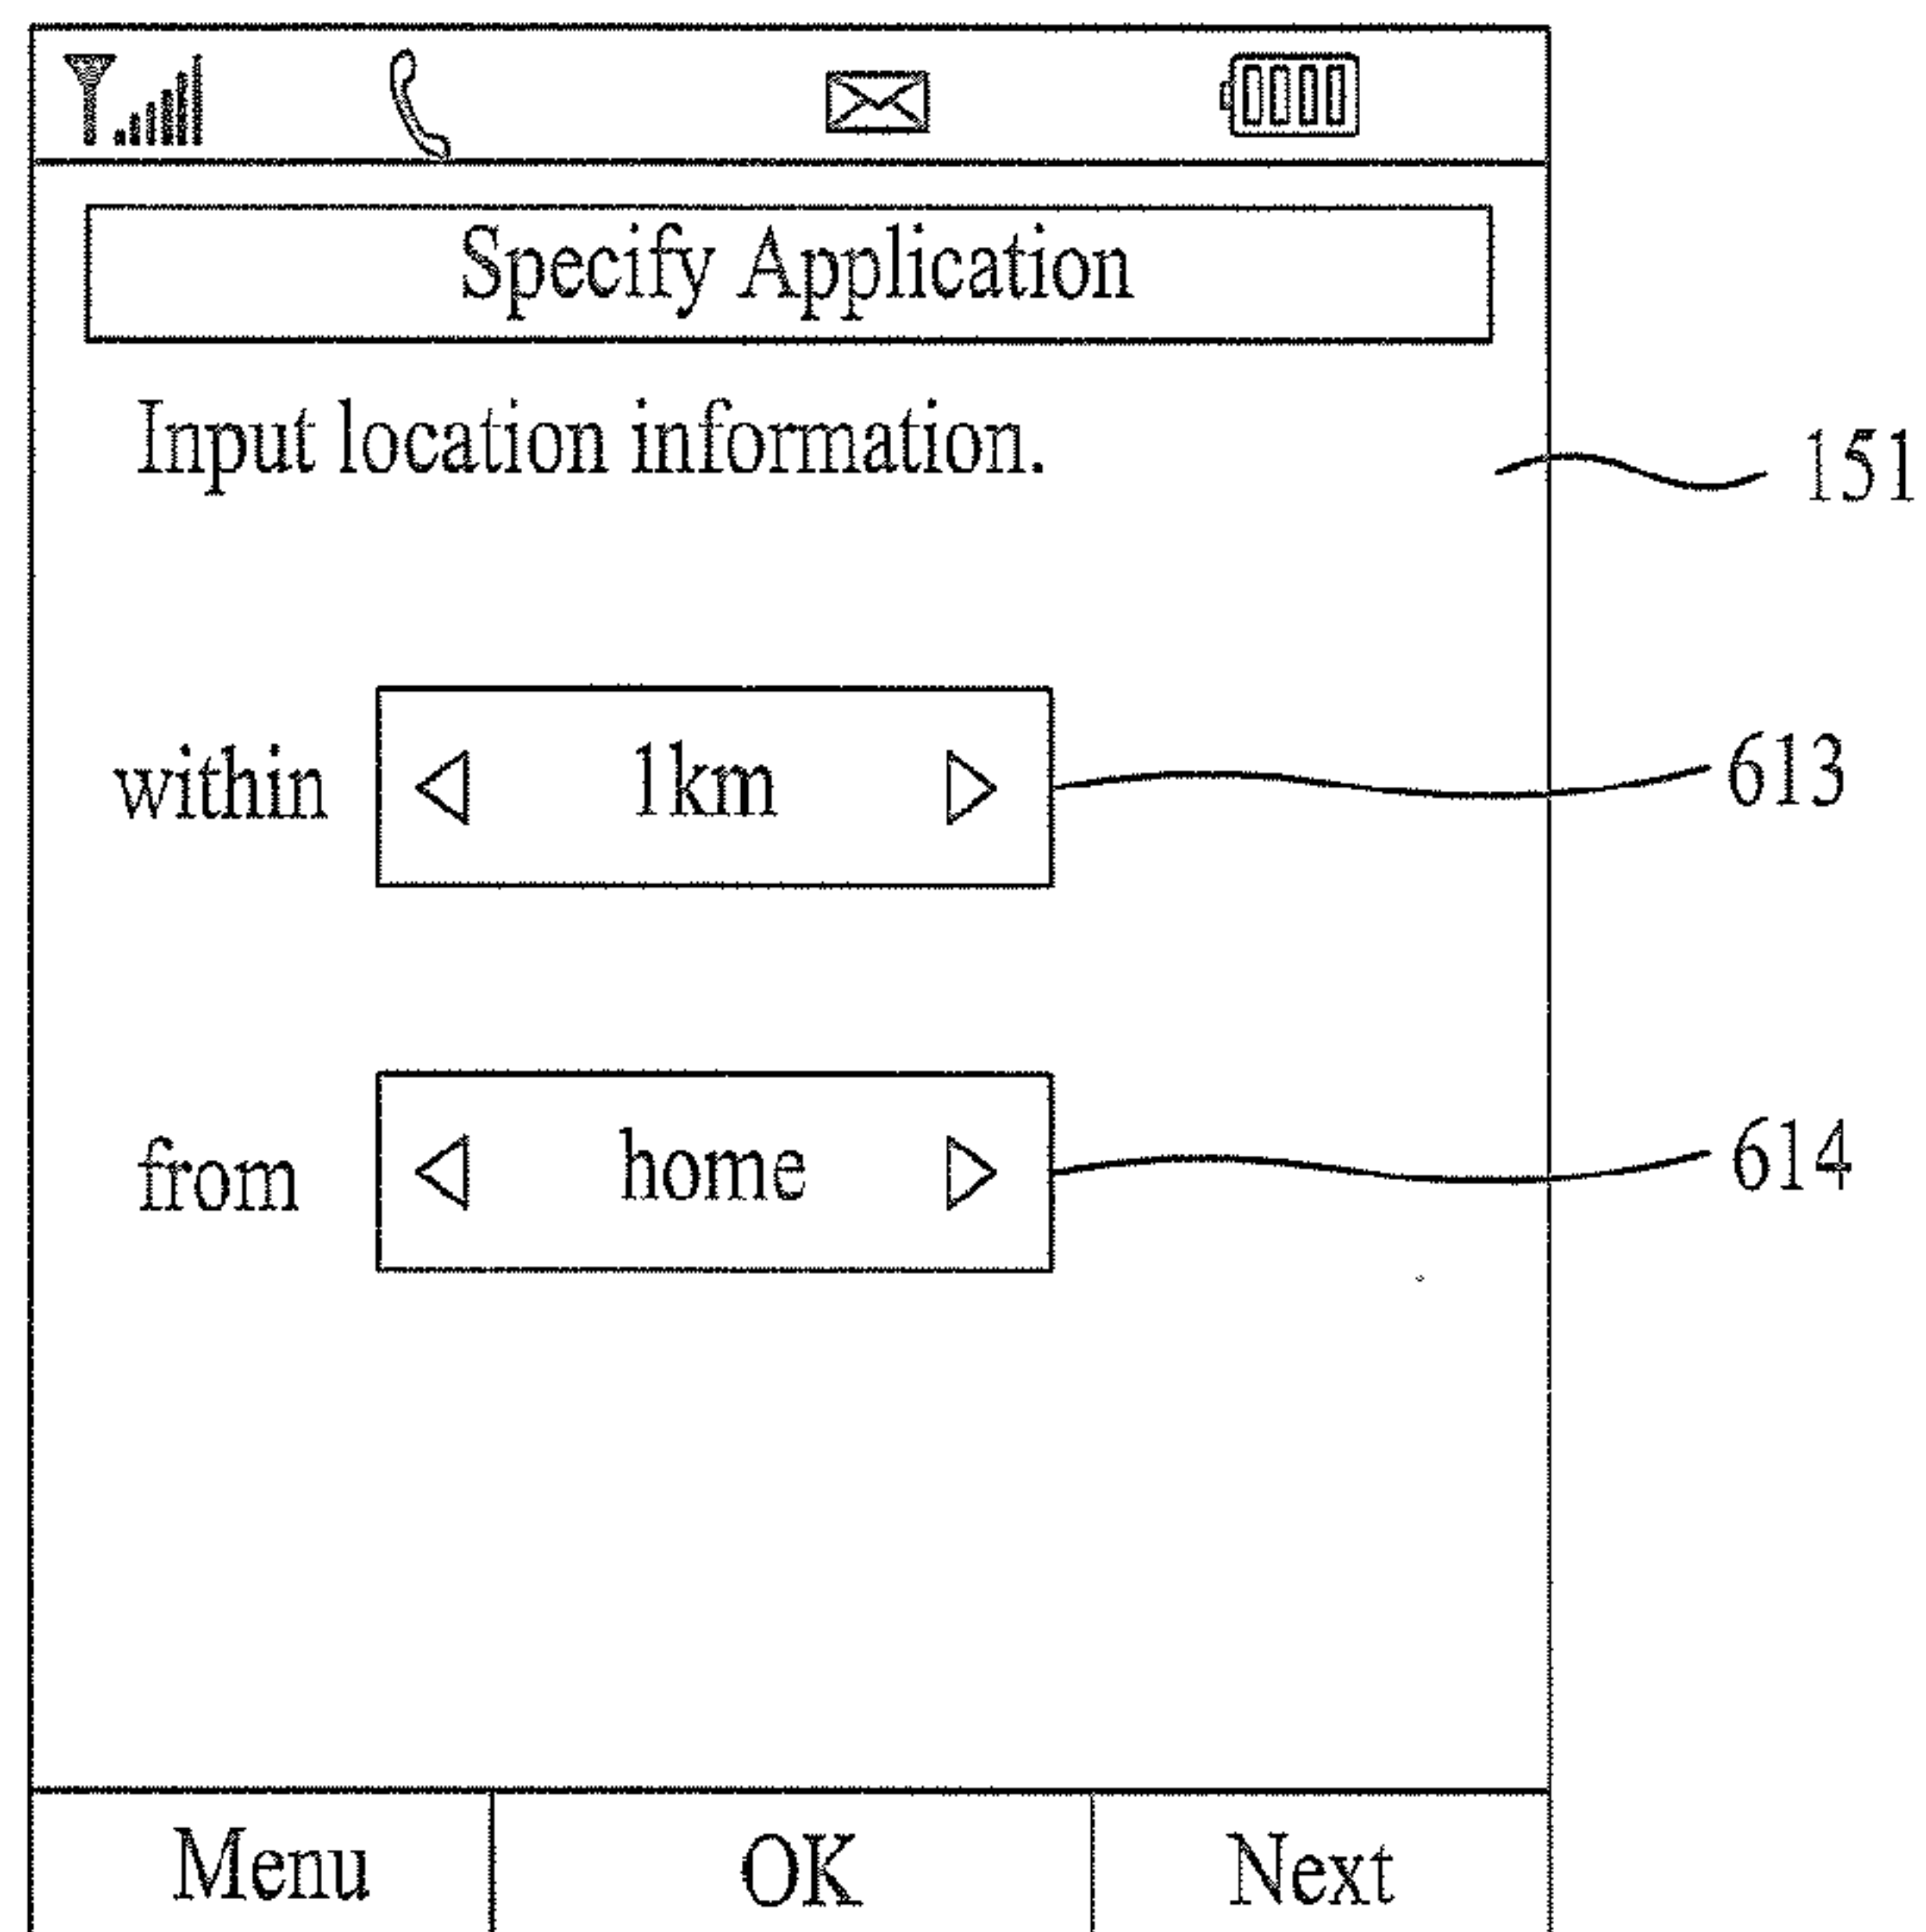 Specify Application
Input location information.
151
within 1km 613
from home 614
Menu OK Next